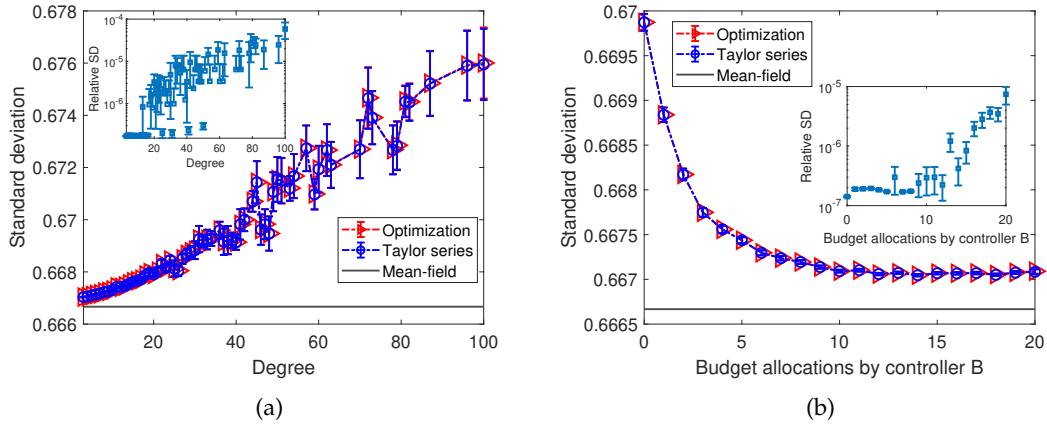 0.678
0.676
0.674
0.672
0.67
0.668
0.666
Standard deviation
20 40 60 80 100
Degree
10-4
10-5
10-6
Relative SD
20 40 60 80 100
Degree
Optimization
Taylor series
Mean-field
(a)
0.67
0.6695
0.669
0.6685
0.668
0.6675
0.667
0.6665
Standard deviation
0 5 10 15 20
Budget allocations by controller B
Optimization
Taylor series
Mean-field
10-5
10-6
10-7
Relative SD
0 10 20
Budget allocations by controller B
(b)